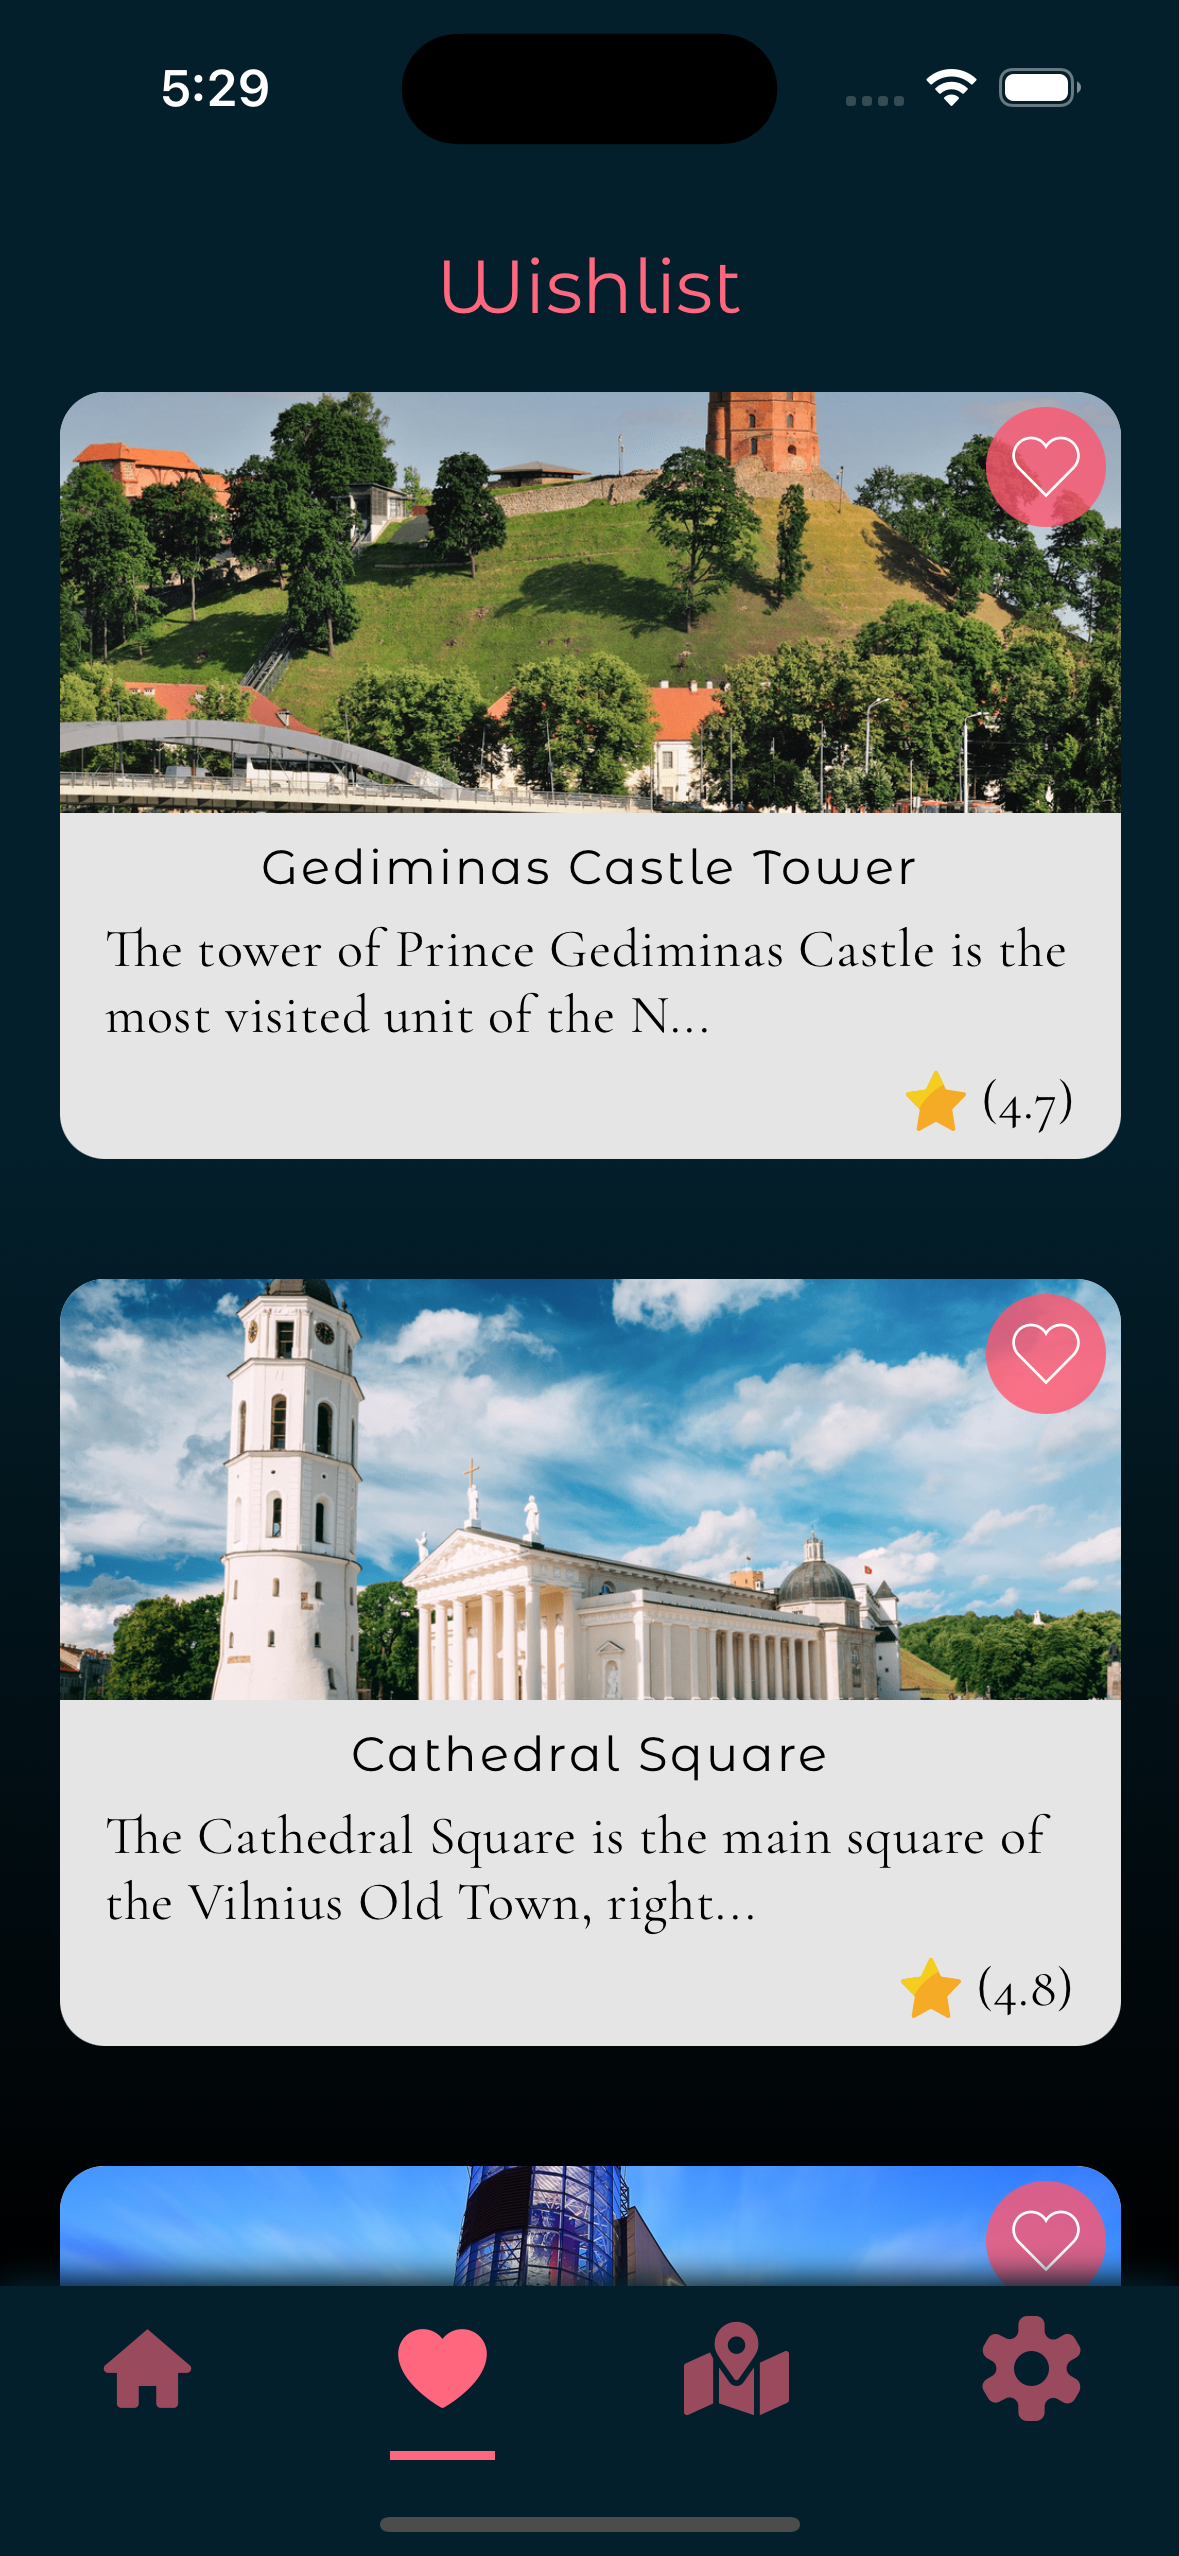 5:29
Wishlist
Gediminas Castle Tower
The tower of Prince Gediminas Castle is the
most visited unit of the N...
(4.7)
Cathedral Square
The Cathedral Square is the main square of
the Vilnius Old Town, right...
(4.8)